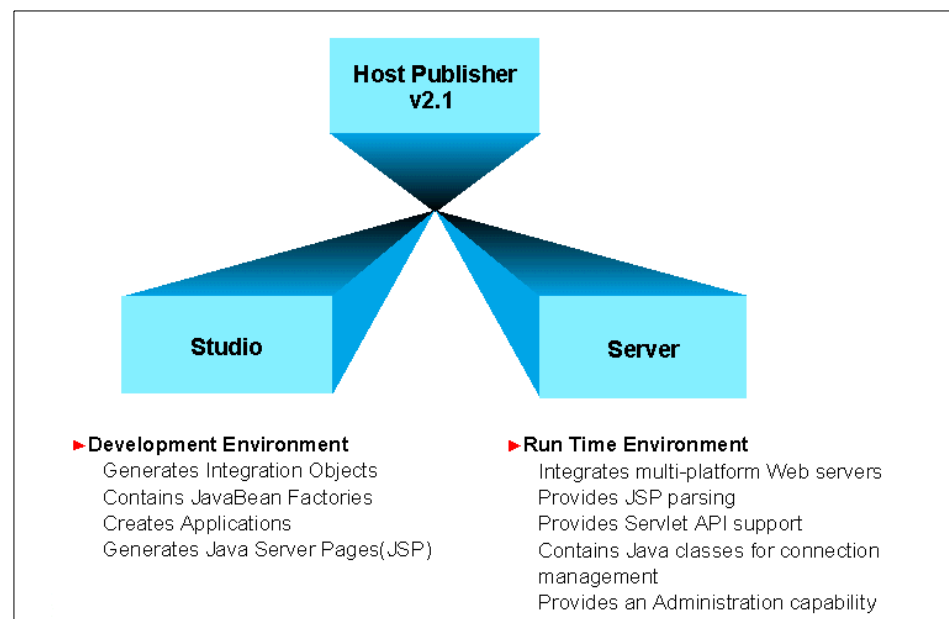 Host Publisher
v2.1
Studio
Server
►Development Environment
Generates Integration Objects
Contains JavaBean Factories
Creates Applications
Generates Java Server Pages(JSP)
►Run Time Environment
Integrates multi-platform Web servers
Provides JSP parsing
Provides Servlet API support
Contains Java classes for connection
management
Provides an Administration capability